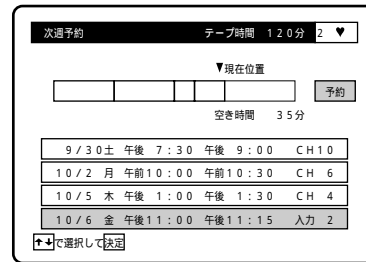 次週予約 テープ時間 120分 2 ♥
▼現在位置
予約
空き時間 35分
9/30土 午後 7:30 午後 9:00 CH10
10/2 月 午前10:00 午前10:30 CH 6
10/5 木 午後 1:00 午後 1:30 CH 4
10/6 金 午後11:00 午後11:15 入力 2
↑↓で選択して決定